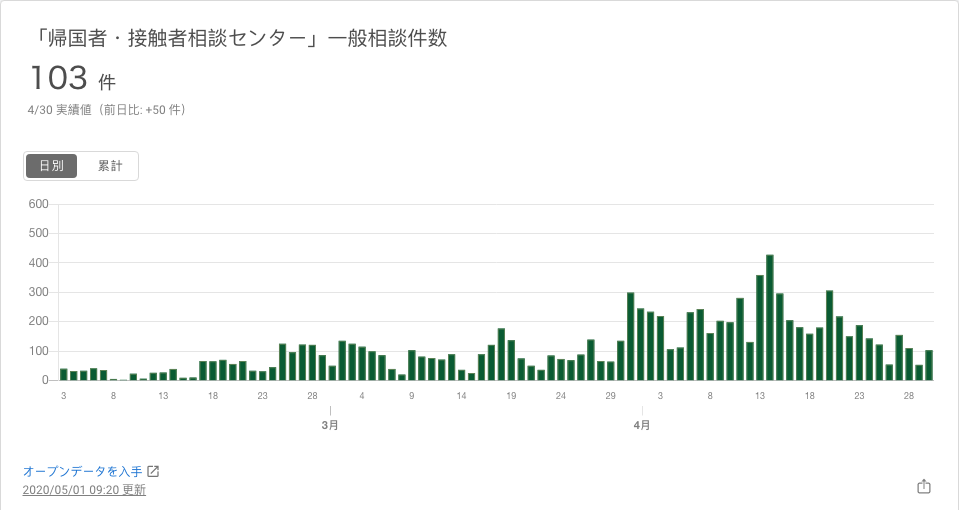 「帰国者・接触者相談センター」一般相談件数
103 件
4/30 実績値（前日比: +50 件）
日別 累計
600
500
400
300
200
100
0
3 8 13 18 23 28 4 9 14 19 24 29 3 8 13 18 23 28
3月 4月
オープンデータを入手
2020/05/01 09:20 更新